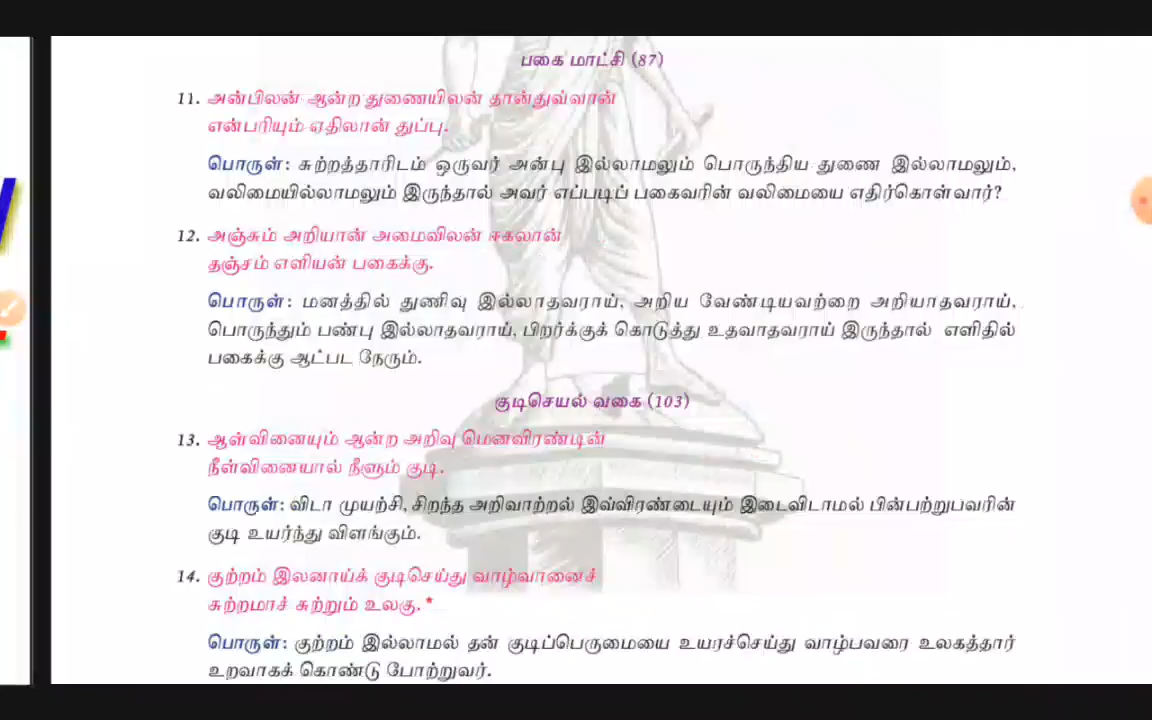 பகை மாட்சி (87)
11. அன்பிலன் ஆன்ற துணையிலன் தான்துவ்வான்
என்பரியும் ஏதிலான் துப்பு.
பொருள்: சுற்றத்தாரிடம் ஒருவர் அன்பு இல்லாமலும் பொருந்திய துணை இல்லாமலும்,
வலிமையில்லாமலும் இருந்தால் அவர் எப்படிப் பகைவரின் வலிமையை எதிர்கொள்வார்?
12. அஞ்சும் அறியான் அமைவிலன் ஈகலான்
தஞ்சம் எளியன் பகைக்கு.
பொருள்: மனத்தில் துணிவு இல்லாதவராய், அறிய வேண்டியவற்றை அறியாதவராய்,
பொருந்தும் பண்பு இல்லாதவராய், பிறர்க்குக் கொடுத்து உதவாதவராய் இருந்தால் எளிதில்
பகைக்கு ஆட்பட நேரும்.
குடிசெயல் வகை (103)
13. ஆள்வினையும் ஆன்ற அறிவு மெனவிரண்டின்
நீள்வினையால் நீளும் குடி.
பொருள்: விடா முயற்சி, சிறந்த அறிவாற்றல் இவ்விரண்டையும் இடைவிடாமல் பின்பற்றுபவரின்
குடி உயர்ந்து விளங்கும்.
14. குற்றம் இலனாய்க் குடிசெய்து வாழ்வானைச்
சுற்றமாச் சுற்றும் உலகு. *
பொருள்: குற்றம் இல்லாமல் தன் குடிப்பெருமையை உயரச்செய்து வாழ்பவரை உலகத்தார்
உறவாகக் கொண்டு போற்றுவர்.